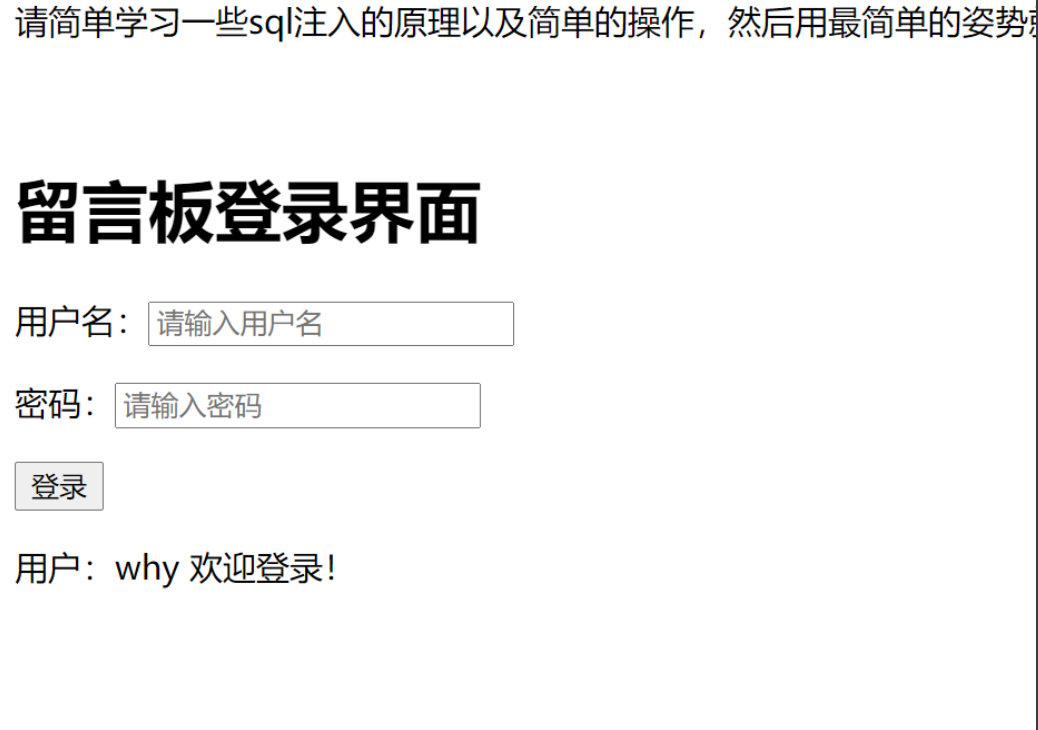 请简单学习一些sql注入的原理以及简单的操作，然后用最简单的姿势
留言板登录界面
用户名：请输入用户名
密码：请输入密码
登录
用户：why 欢迎登录！